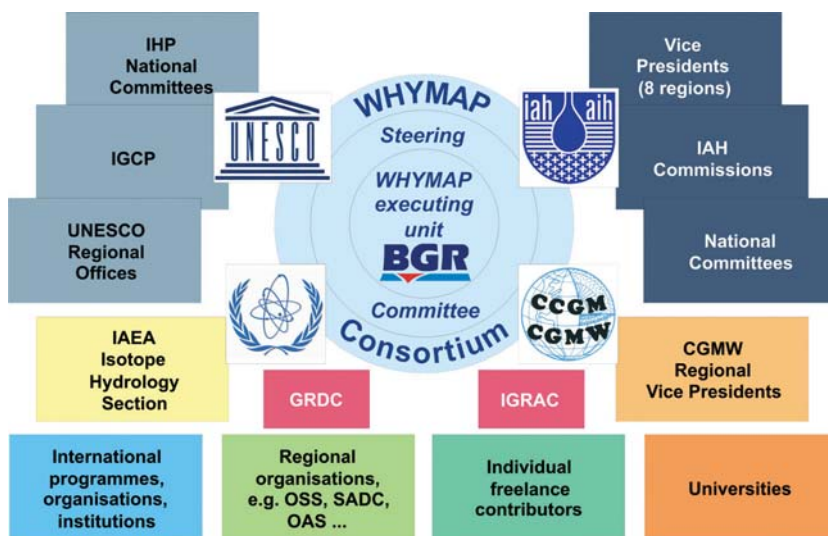 IHP
National
Committees
IGCP
UNESCO
Regional
Offices
UNESCO
WHYMAP
Steering
WHYMAP
executing
unit
BGR
Committee
Consortium
iah aih
CCGM
CGMW
Vice
Presidents
(8 regions)
IAH
Commissions
National
Committees
IAEA
Isotope
Hydrology
Section
GRDC
IGRAC
CGMW
Regional
Vice Presidents
International
programmes,
organisations,
institutions
Regional
organisations,
e.g. OSS, SADC,
OAS ...
Individual
freelance
contributors
Universities